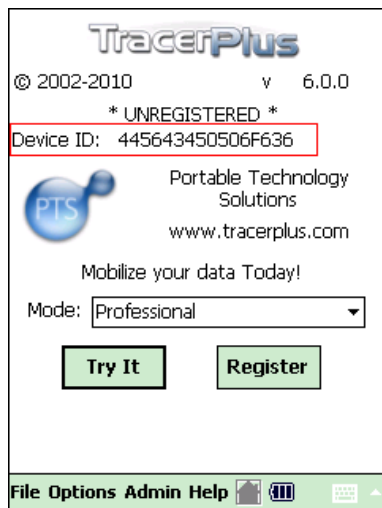 TracerPlus
© 2002-2010 v 6.0.0
* UNREGISTERED *
Device ID: 445643450506F636
PTS
Portable Technology
Solutions
www.tracerplus.com
Mobilize your data Today!
Mode: Professional
Try It Register
File Options Admin Help